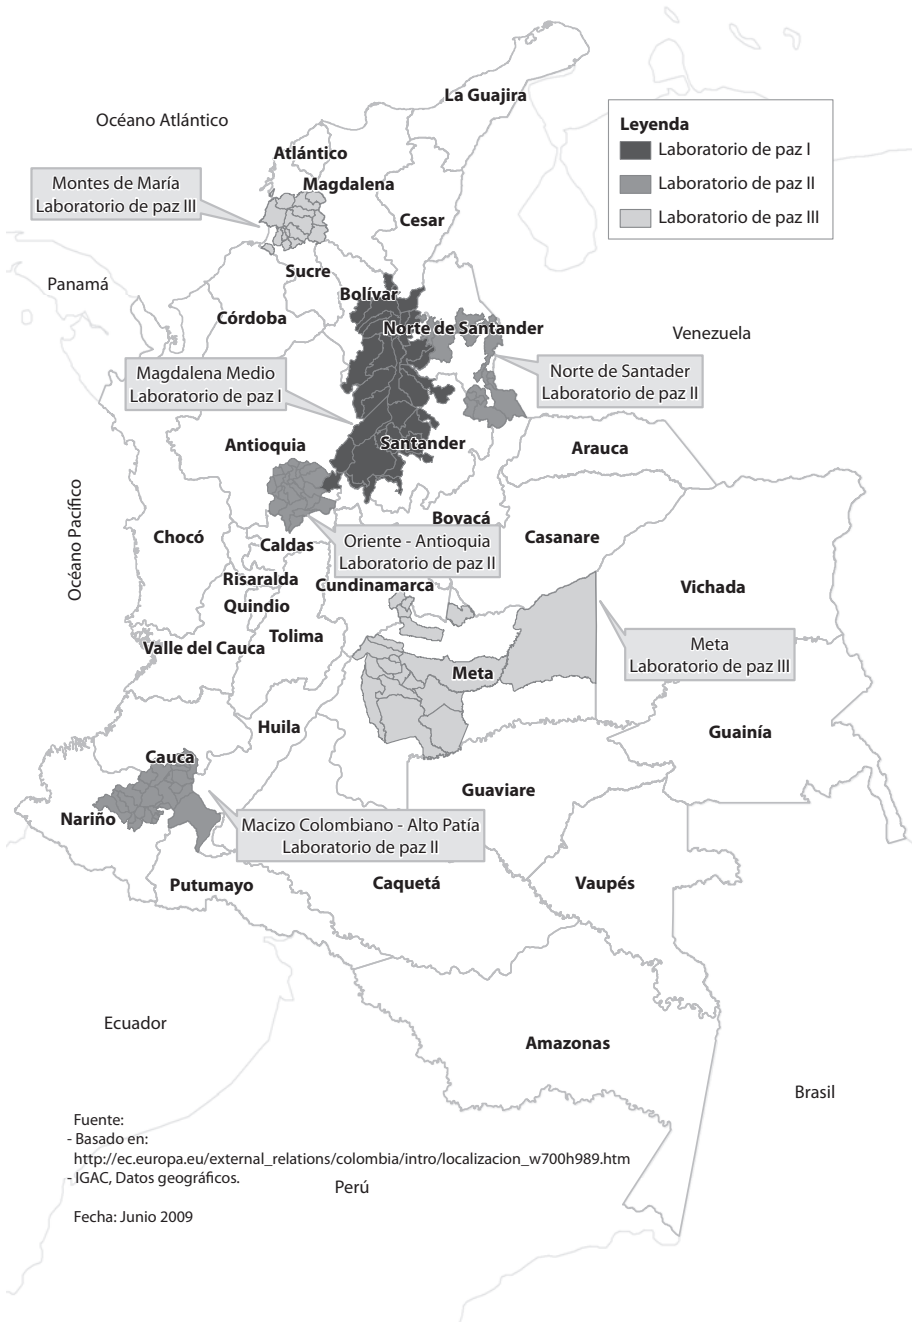 La Guajira
Océano Atlántico
Leyenda
Laboratorio de paz I
Laboratorio de paz II
Laboratorio de paz III
Atlántico
Magdalena
Montes de María
Laboratorio de paz III
Cesar
Sucre
Panamá
Bolívar
Córdoba
Norte de Santander
Venezuela
Magdalena Medio
Laboratorio de paz I
Norte de Santader
Laboratorio de paz II
Antioquia
Santander
Arauca
Océano Pacífico
Chocó
Boyacá
Casanare
Caldas
Oriente - Antioquia
Laboratorio de paz II
Risaralda
Cundinamarca
Vichada
Quindio
Tolima
Valle del Cauca
Meta
Meta
Laboratorio de paz III
Huila
Guainía
Cauca
Guaviare
Nariño
Macizo Colombiano - Alto Patía
Laboratorio de paz II
Putumayo
Caquetá
Vaupés
Ecuador
Amazonas
Brasil
Fuente:
- Basado en:
http://ec.europa.eu/external_relations/colombia/intro/localizacion_w700h989.htm
- IGAC, Datos geográficos.
Perú
Fecha: Junio 2009